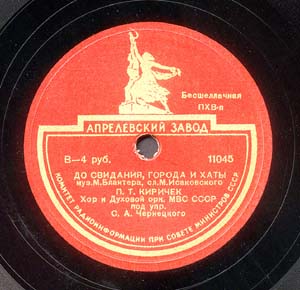 Бесшеллачная
ПХВ-п
АПРЕЛЕВСКИЙ ЗАВОД
В—4 руб. 11045
ДО СВИДАНИЯ, ГОРОДА И ХАТЫ
муз. М. Блантера, сл. М. Исаковского
П. Т. КИРИЧЕК
Хор и Духовой орк. МВС СССР
под упр.
С. А. Чернецкого
КОМИТЕТ РАДИОИНФОРМАЦИИ ПРИ СОВЕТЕ МИНИСТРОВ СССР